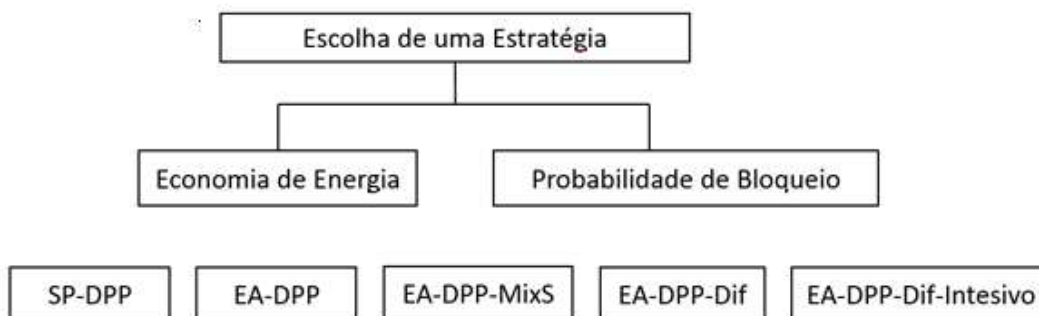 Escolha de uma Estratégia
Economia de Energia
Probabilidade de Bloqueio
SP-DPP
EA-DPP
EA-DPP-MixS
EA-DPP-Dif
EA-DPP-Dif-Intesivo